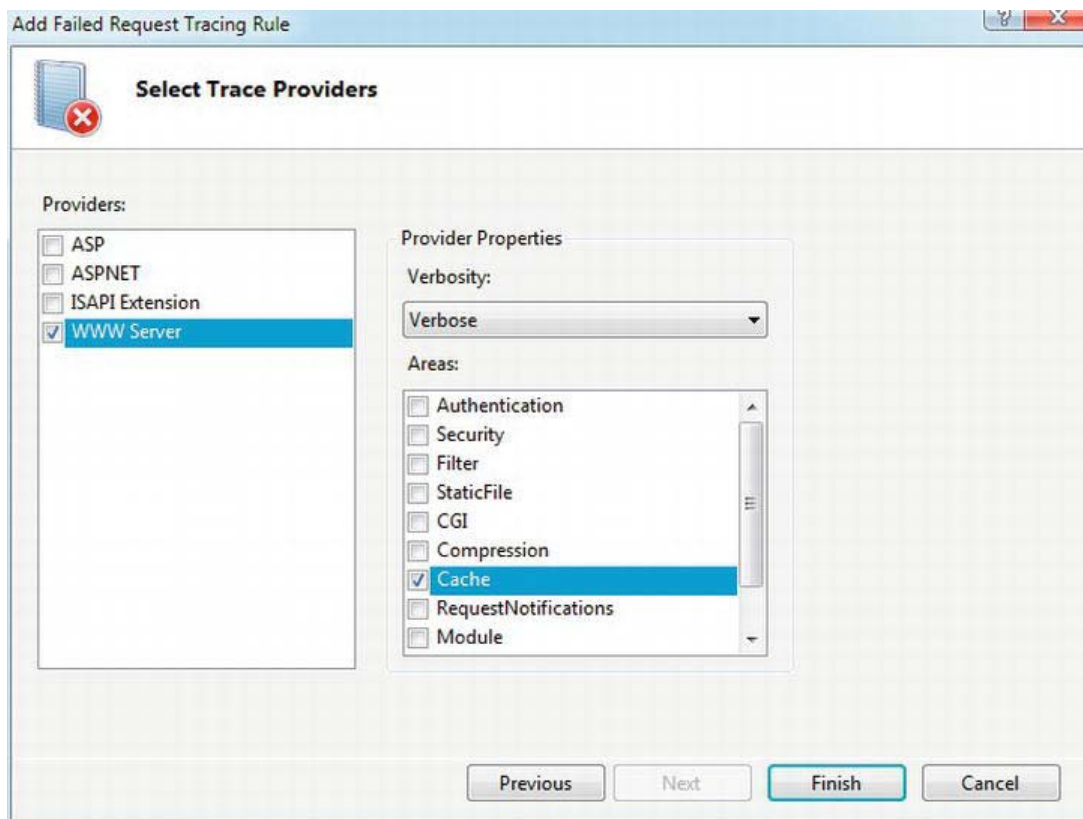 Add Failed Request Tracing Rule
Select Trace Providers
Providers:
ASP
ASPNET
ISAPI Extension
WWW Server
Provider Properties
Verbosity:
Verbose
Areas:
Authentication
Security
Filter
StaticFile
CGI
Compression
Cache
RequestNotifications
Module
Previous
Next
Finish
Cancel